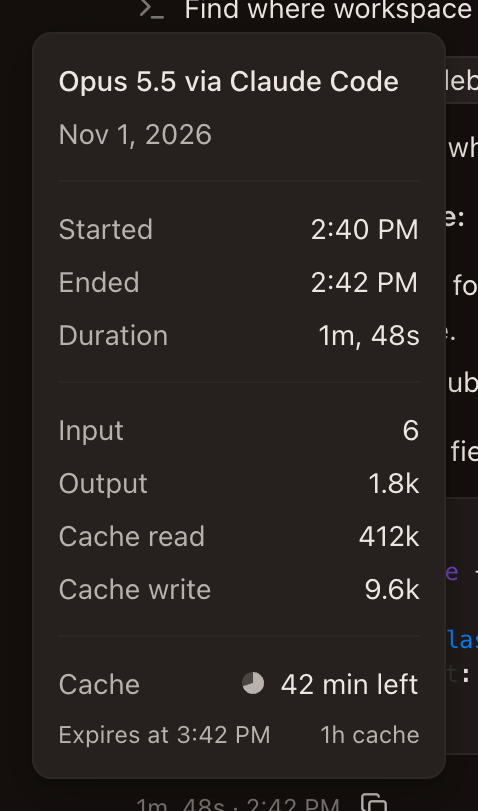 Find where workspace
Opus 5.5 via Claude Code
Nov 1, 2026
Started 2:40 PM
Ended 2:42 PM
Duration 1m, 48s
Input 6
Output 1.8k
Cache read 412k
Cache write 9.6k
Cache 42 min left
Expires at 3:42 PM 1h cache
1m, 48s · 2:42 PM